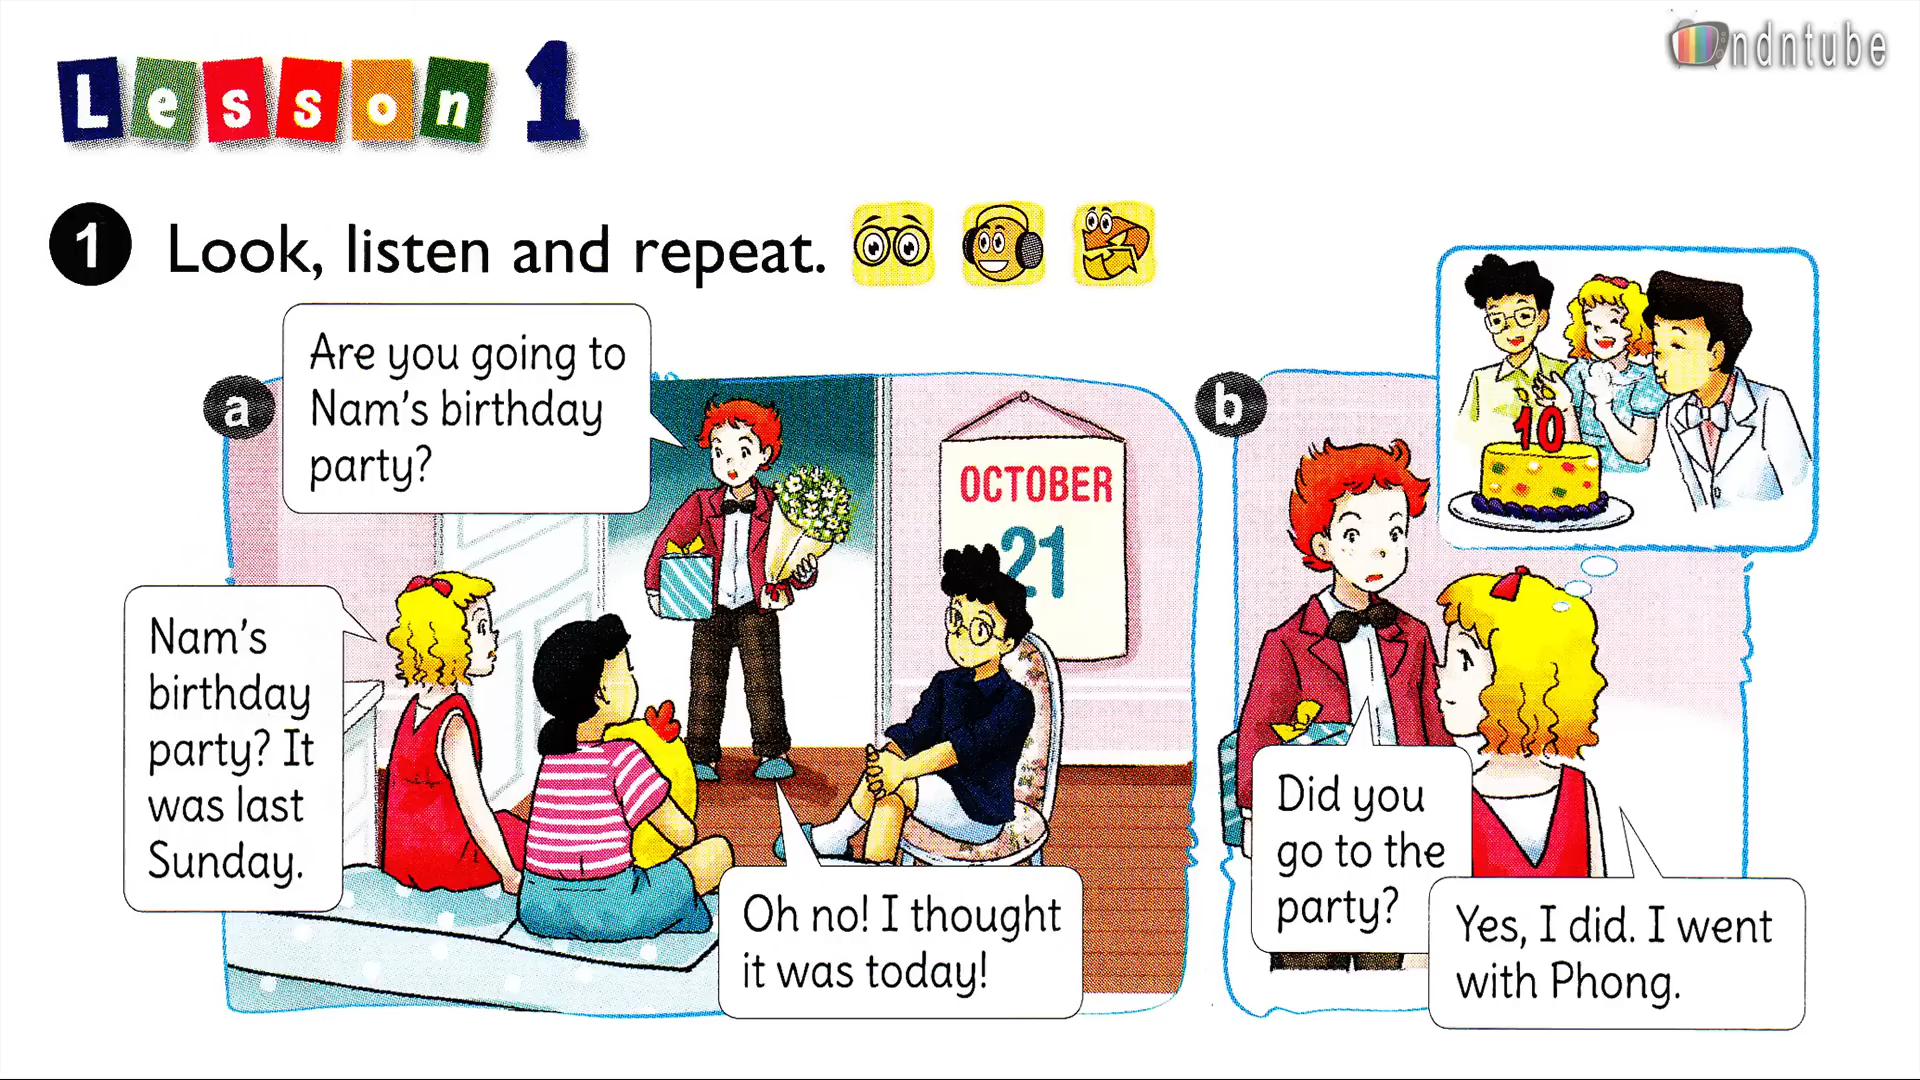 ndntube
Lesson 1
1 Look, listen and repeat.
a
Are you going to
Nam's birthday
party?
Nam's
birthday
party? It
was last
Sunday.
OCTOBER
21
Oh no! I thought
it was today!
b
10
Did you
go to the
party?
Yes, I did. I went
with Phong.